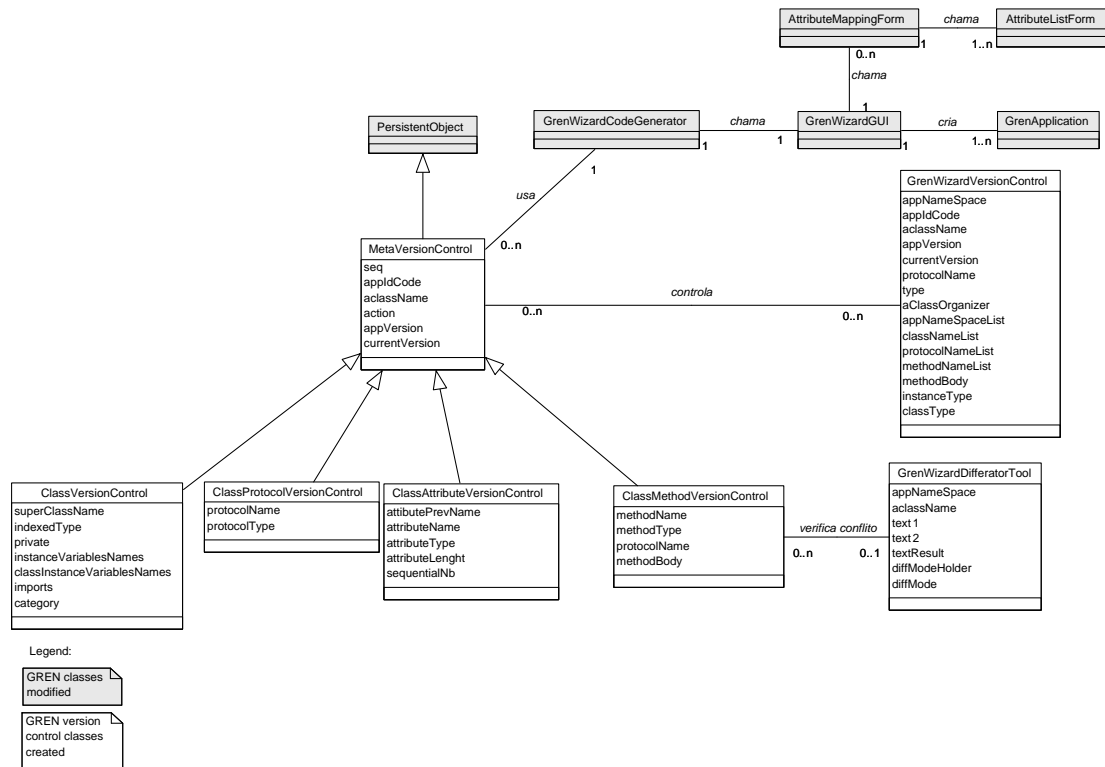 AttributeMappingForm
chama
AttributeListForm
1
1..n
0..n
chama
1
PersistentObject
GrenWizardCodeGenerator
chama
GrenWizardGUI
cria
GrenApplication
1
1
1
1..n
1
usa
0..n
GrenWizardVersionControl
appNameSpace
appIdCode
aclassName
appVersion
currentVersion
protocolName
type
aClassOrganizer
appNameSpaceList
classNameList
protocolNameList
methodNameList
methodBody
instanceType
classType
MetaVersionControl
seq
appIdCode
aclassName
action
appVersion
currentVersion
controla
0..n
0..n
ClassVersionControl
superClassName
indexedType
private
instanceVariablesNames
classInstanceVariablesNames
imports
category
ClassProtocolVersionControl
protocolName
protocolType
ClassAttributeVersionControl
attibutePrevName
attributeName
attributeType
attributeLenght
sequentialNb
ClassMethodVersionControl
methodName
methodType
protocolName
methodBody
verifica conflito
0..n
0..1
GrenWizardDifferatorTool
appNameSpace
aclassName
text1
text2
textResult
diffModeHolder
diffMode
Legend:
GREN classes
modified
GREN version
control classes
created